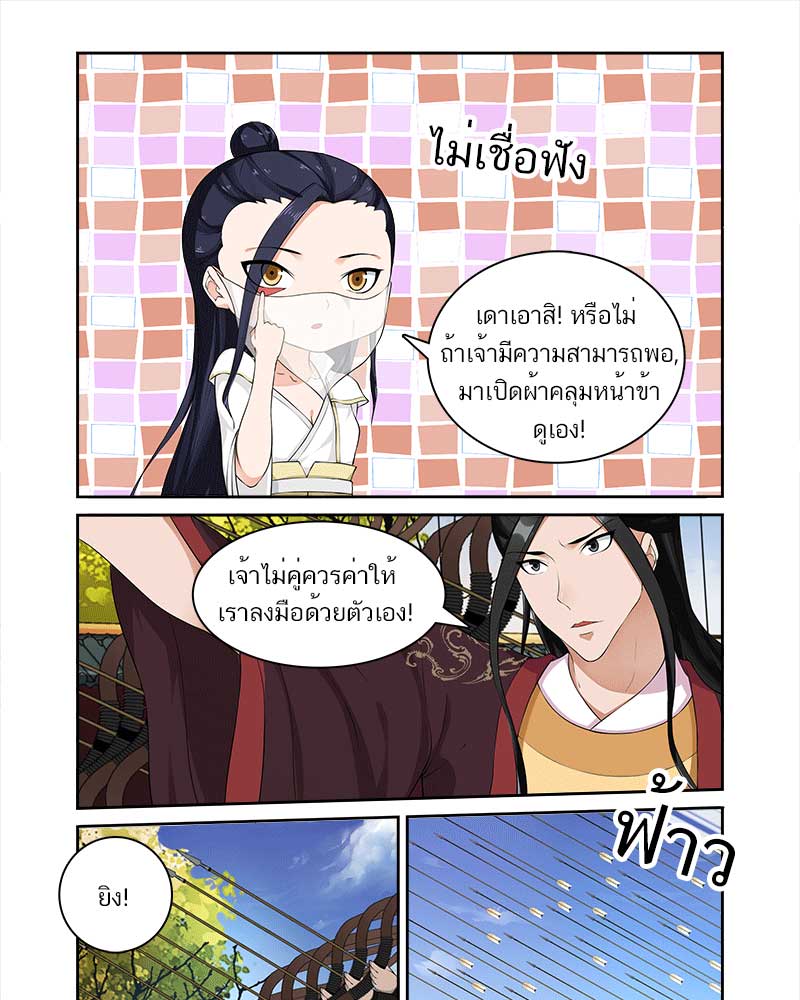 ไม่เชื่อฟัง
เดาเอาสิ! หรือไม่
ถ้าเจ้ามีความสามารถพอ,
มาเปิดผ้าคลุมหน้าข้า
ดูเอง!
เจ้าไม่คู่ควรค่าให้
เราลงมือด้วยตัวเอง!
ฟ้าว
ยิง!